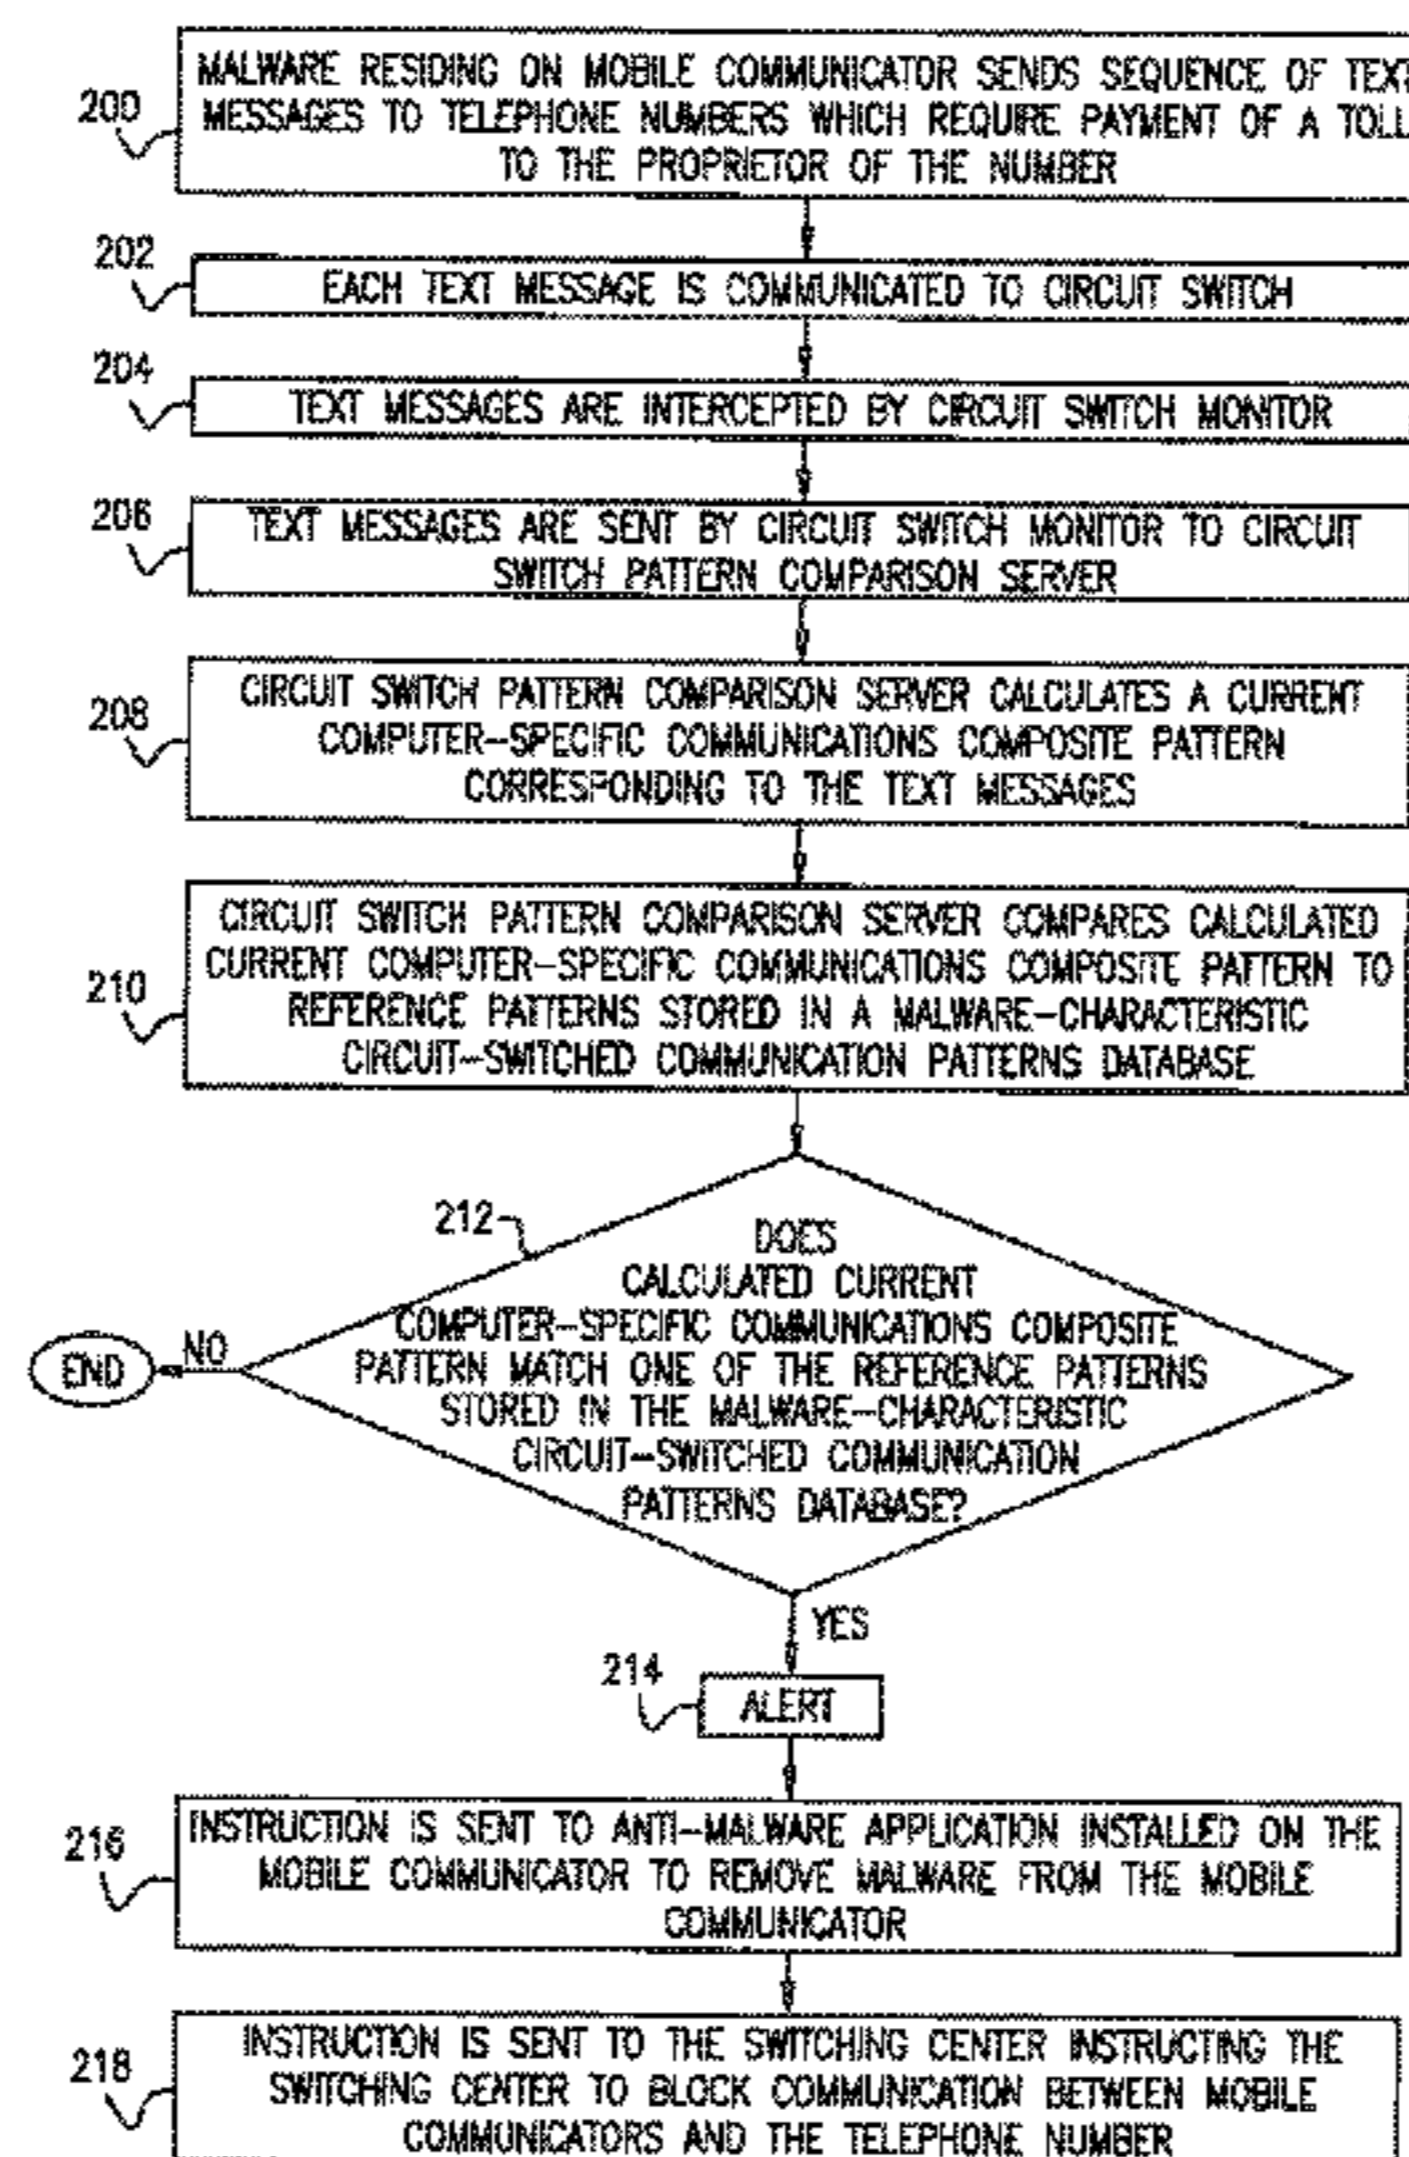 200
MALWARE RESIDING ON MOBILE COMMUNICATOR SENDS SEQUENCE OF TEXT
MESSAGES TO TELEPHONE NUMBERS WHICH REQUIRE PAYMENT OF A TOLL
TO THE PROPRIETOR OF THE NUMBER
202
EACH TEXT MESSAGE IS COMMUNICATED TO CIRCUIT SWITCH
204
TEXT MESSAGES ARE INTERCEPTED BY CIRCUIT SWITCH MONITOR
206
TEXT MESSAGES ARE SENT BY CIRCUIT SWITCH MONITOR TO CIRCUIT
SWITCH PATTERN COMPARISON SERVER
208
CIRCUIT SWITCH PATTERN COMPARISON SERVER CALCULATES A CURRENT
COMPUTER-SPECIFIC COMMUNICATIONS COMPOSITE PATTERN
CORRESPONDING TO THE TEXT MESSAGES
210
CIRCUIT SWITCH PATTERN COMPARISON SERVER COMPARES CALCULATED
CURRENT COMPUTER-SPECIFIC COMMUNICATIONS COMPOSITE PATTERN TO
REFERENCE PATTERNS STORED IN A MALWARE-CHARACTERISTIC
CIRCUIT-SWITCHED COMMUNICATION PATTERNS DATABASE
212
DOES
CALCULATED CURRENT
COMPUTER-SPECIFIC COMMUNICATIONS COMPOSITE
PATTERN MATCH ONE OF THE REFERENCE PATTERNS
STORED IN THE MALWARE-CHARACTERISTIC
CIRCUIT-SWITCHED COMMUNICATION
PATTERNS DATABASE?
NO
END
YES
214
ALERT
216
INSTRUCTION IS SENT TO ANTI-MALWARE APPLICATION INSTALLED ON THE
MOBILE COMMUNICATOR TO REMOVE MALWARE FROM THE MOBILE
COMMUNICATOR
218
INSTRUCTION IS SENT TO THE SWITCHING CENTER INSTRUCTING THE
SWITCHING CENTER TO BLOCK COMMUNICATION BETWEEN MOBILE
COMMUNICATORS AND THE TELEPHONE NUMBER